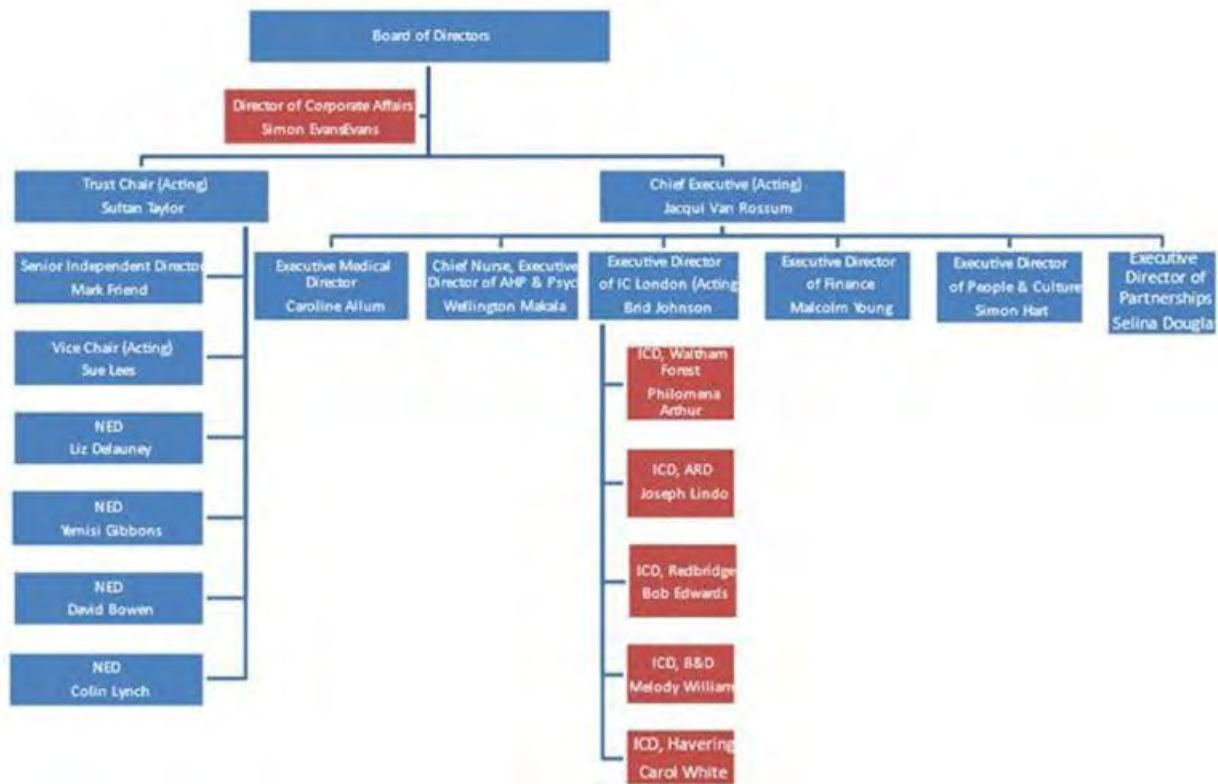 Board of Directors
Director of Corporate Affairs
Simon EvansEvans
Trust Chair (Acting)
Sultan Taylor
Chief Executive (Acting)
Jacqui Van Rossum
Senior Independent Director
Mark Friend
Vice Chair (Acting)
Sue Lees
NED
Liz Delauney
NED
Yemisi Gibbons
NED
David Bowen
NED
Colin Lynch
Executive Medical
Director
Caroline Allum
Chief Nurse, Executive
Director of AHP & Psyc
Wellington Makala
Executive Director
of IC London (Acting
Brid Johnson
Executive Director
of Finance
Malcolm Young
Executive Director
of People & Culture
Simon Hart
Executive
Director of
Partnerships
Selina Dougla
ICD, Waltham
Forest
Philomena
Arthur
ICD, ARD
Joseph Lindo
ICD, Redbridge
Bob Edwards
ICD, B&D
Melody William
ICD, Havering
Carol White